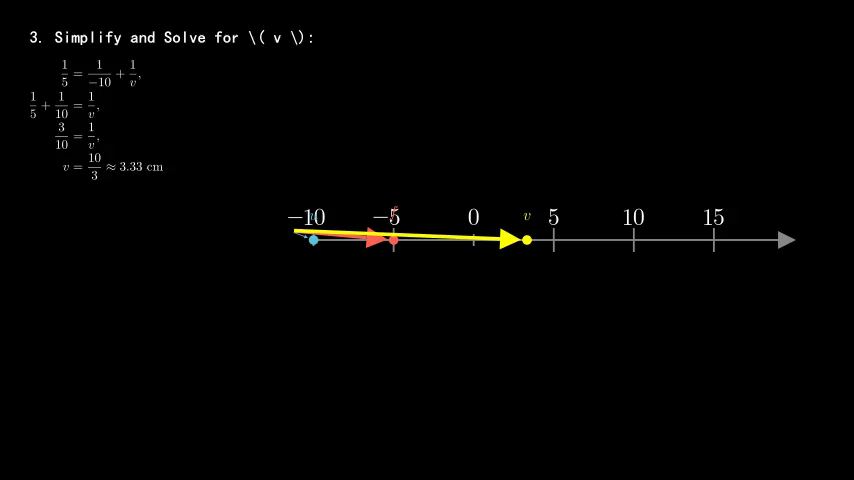 3. Simplify and Solve for \( v \):
\frac{1}{5} = \frac{1}{-10} + \frac{1}{v},
\frac{1}{5} + \frac{1}{10} = \frac{1}{v},
\frac{3}{10} = \frac{1}{v},
v = \frac{10}{3} ≈ 3.33 cm
f v
−10 −5 0 5 10 15